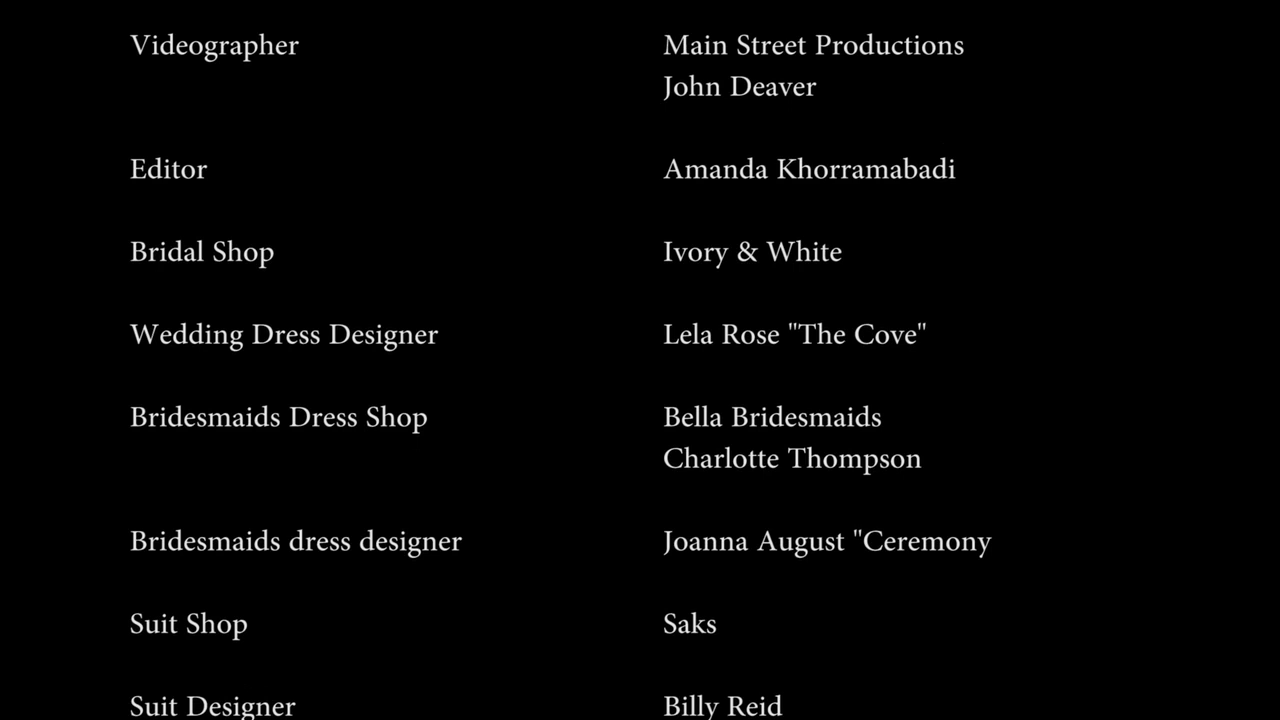 Videographer Main Street Productions
John Deaver
Editor Amanda Khorramabadi
Bridal Shop Ivory & White
Wedding Dress Designer Lela Rose "The Cove"
Bridesmaids Dress Shop Bella Bridesmaids
Charlotte Thompson
Bridesmaids dress designer Joanna August "Ceremony
Suit Shop Saks
Suit Designer Billy Reid